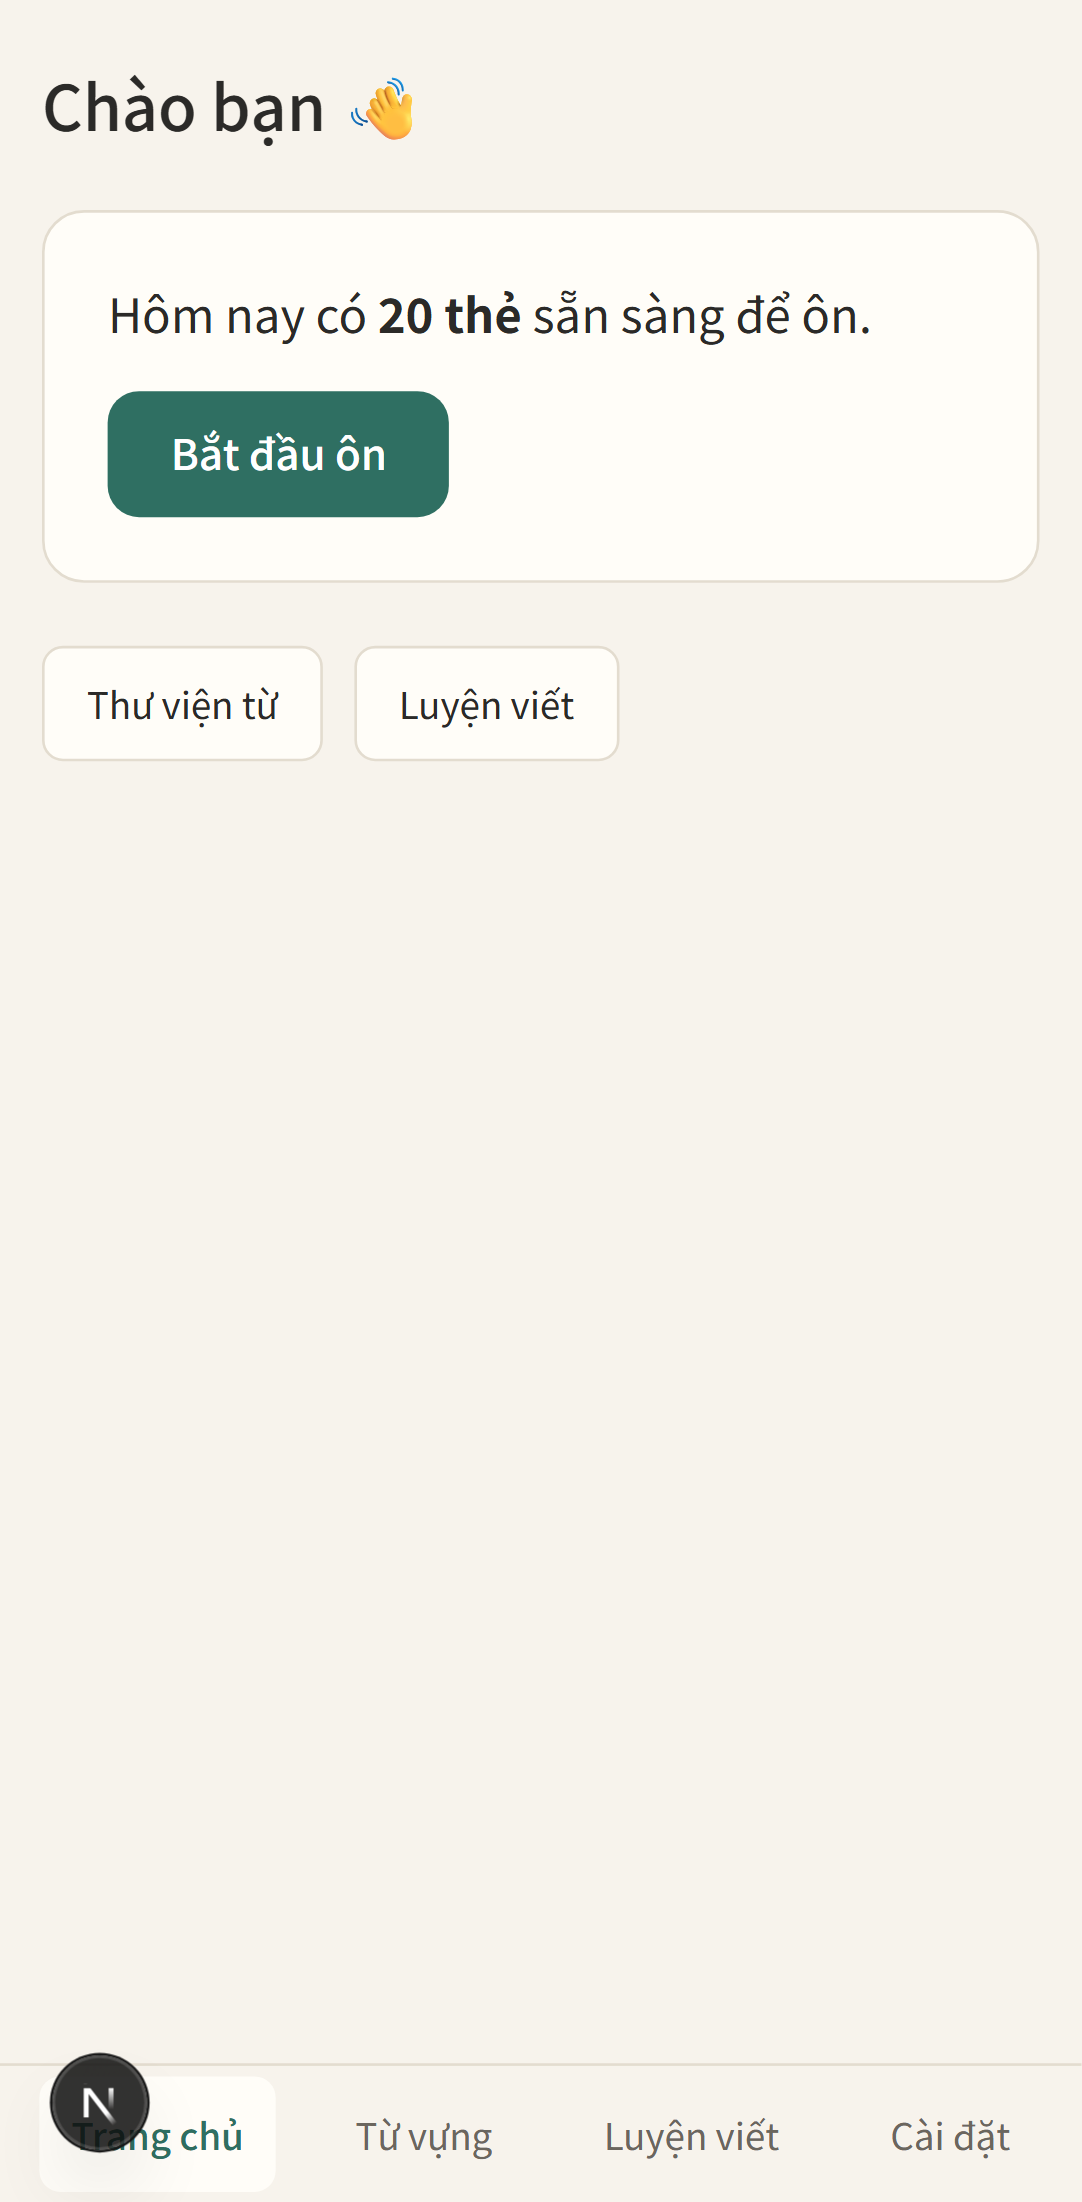 Chào bạn 👋
Hôm nay có 20 thẻ sẵn sàng để ôn.
Bắt đầu ôn
Thư viện từ
Luyện viết
N
Trang chủ
Từ vựng
Luyện viết
Cài đặt